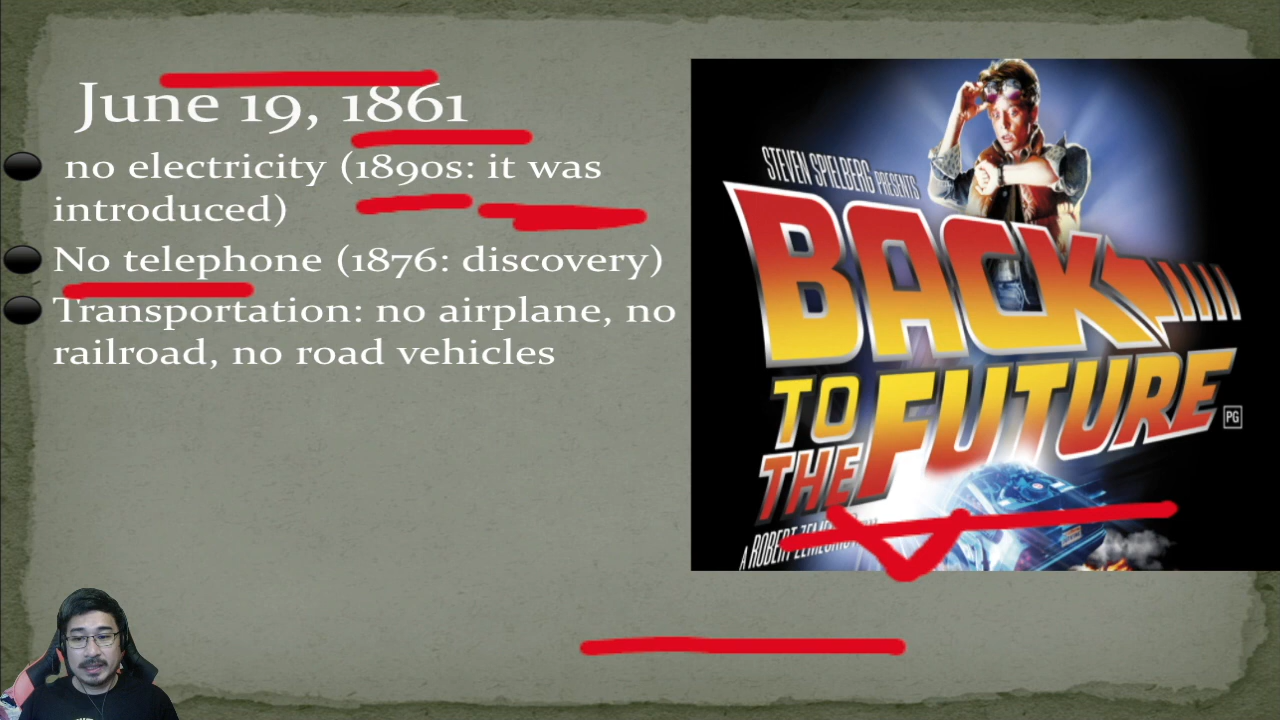 June 19, 1861
no electricity (1890s: it was
introduced)
No telephone (1876: discovery)
Transportation: no airplane, no
railroad, no road vehicles
STEVEN SPIELBERG PRESENTS
BACK
TO THE FUTURE
PG
A ROBERT